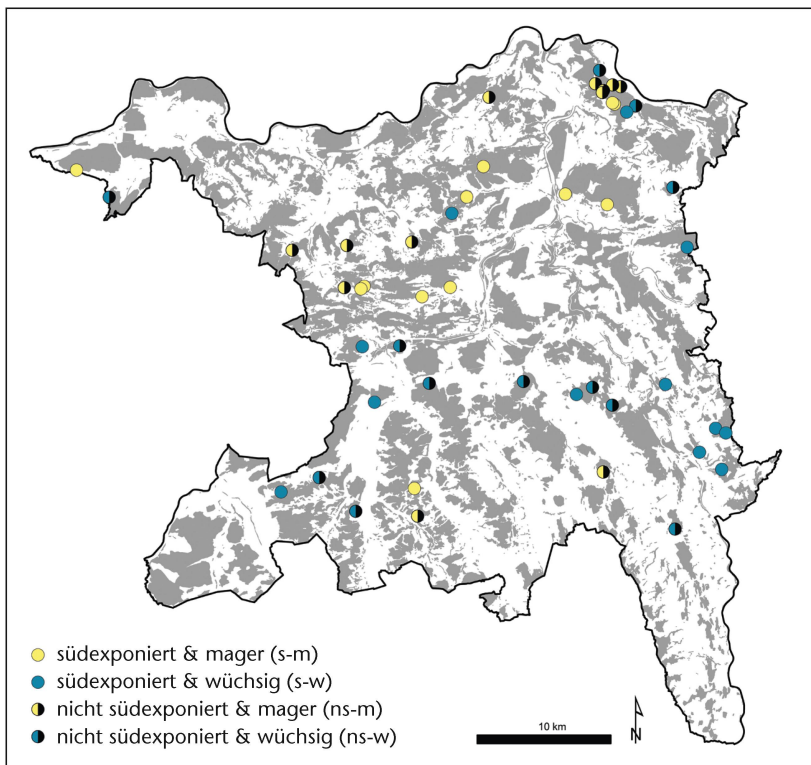 südexponiert & mager (s-m)
südexponiert & wüchsig (s-w)
nicht südexponiert & mager (ns-m)
nicht südexponiert & wüchsig (ns-w)
10 km
N